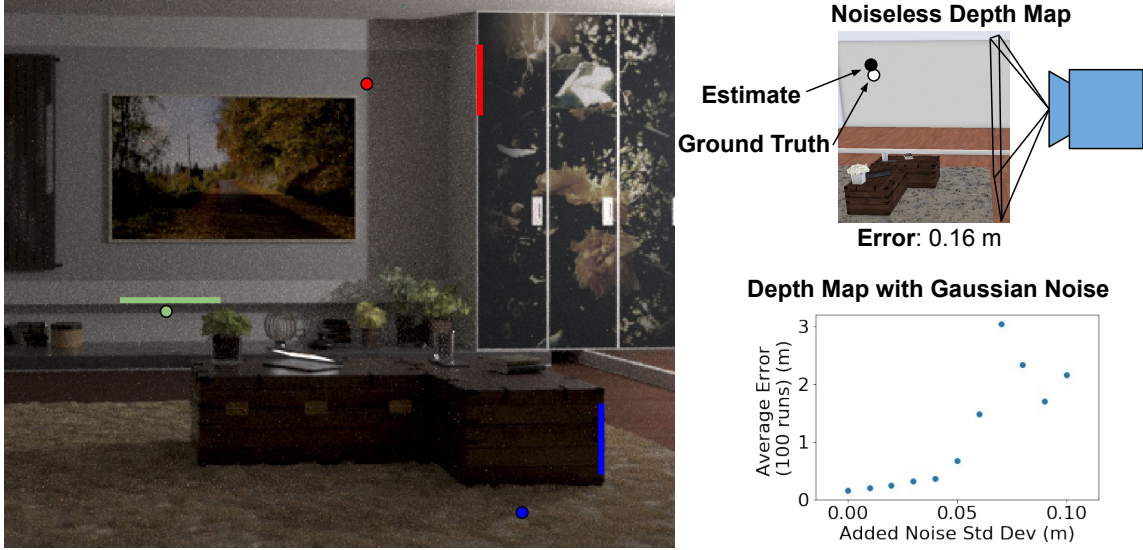 Noiseless Depth Map
Estimate
Ground Truth
Error: 0.16 m
Depth Map with Gaussian Noise
Average Error
(100 runs) (m)
3
2
1
0
0.00
0.05
0.10
Added Noise Std Dev (m)